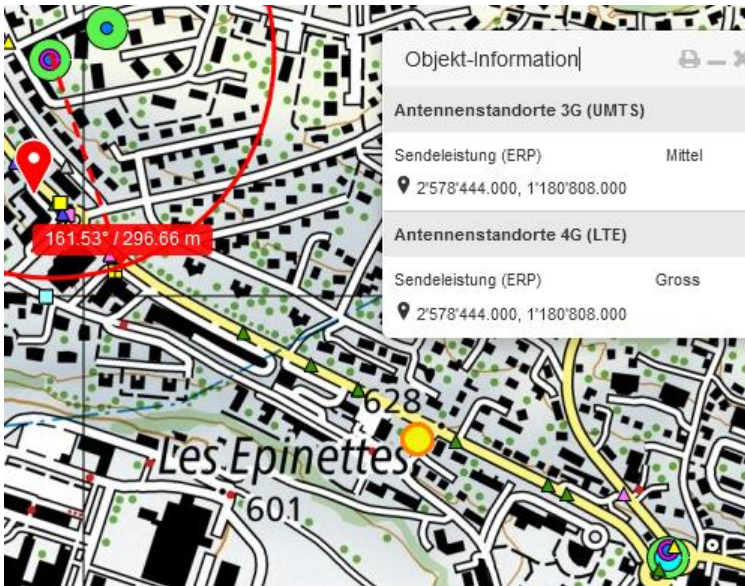 Objekt-Information
Antennenstandorte 3G (UMTS)
Sendeleistung (ERP) Mittel
2'578'444.000, 1'180'808.000
Antennenstandorte 4G (LTE)
Sendeleistung (ERP) Gross
2'578'444.000, 1'180'808.000
161.53° / 296.66 m
628
Les Epinettes
601